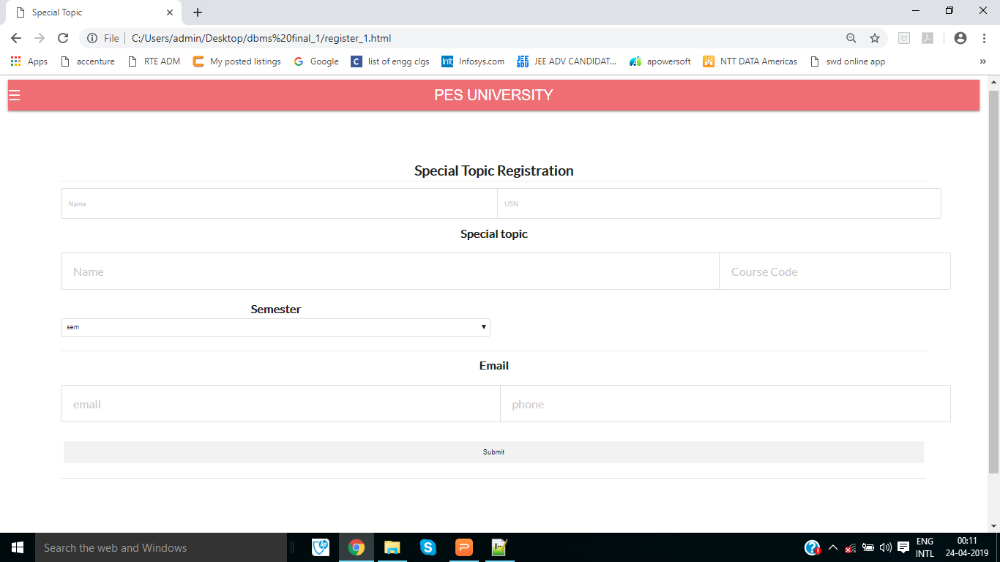 Special Topic
File C:/Users/admin/Desktop/dbms%20final_1/register_1.html
Apps accenture RTE ADM My posted listings Google list of engg clgs Infosys.com JEE ADV CANDIDAT... apowersoft NTT DATA Americas swd online app »
PES UNIVERSITY
Special Topic Registration
Name USN
Special topic
Name Course Code
Semester
sem
Email
email phone
Submit
Search the web and Windows
ENG 00:11
INTL 24-04-2019